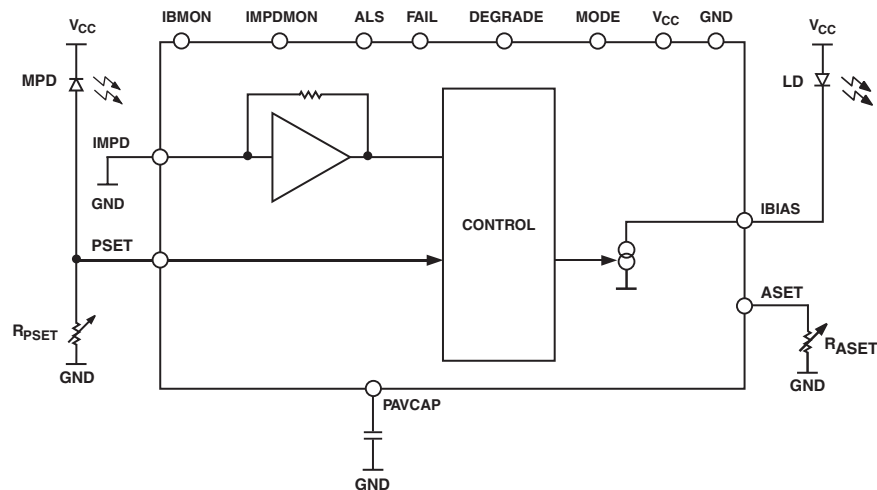 IBMON IMPDMON ALS FAIL DEGRADE MODE VCC GND
VCC
VCC
MPD
LD
IMPD
GND
IBIAS
CONTROL
PSET
ASET
RPSET
RASET
GND
GND
PAVCAP
GND